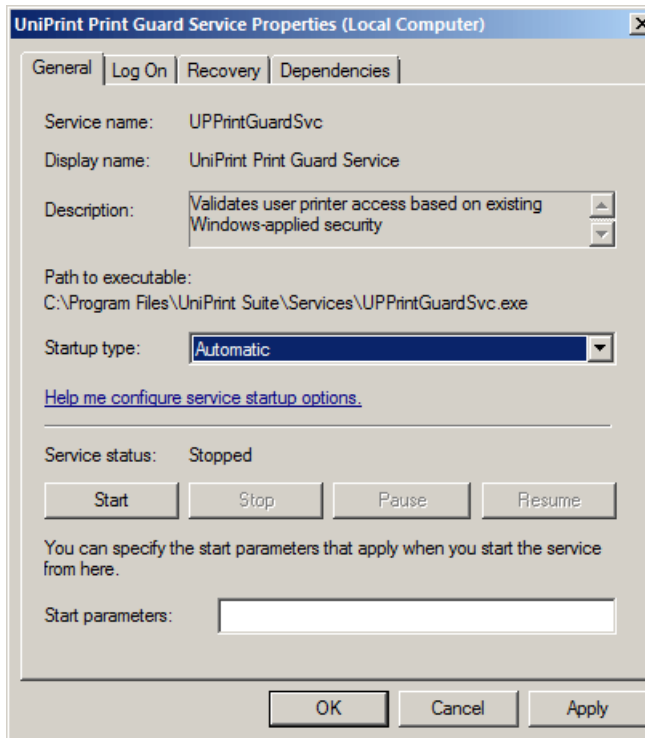 UniPrint Print Guard Service Properties (Local Computer)
General Log On Recovery Dependencies
Service name: UPPrintGuardSvc
Display name: UniPrint Print Guard Service
Description: Validates user printer access based on existing
Windows-applied security
Path to executable:
C:\Program Files\UniPrint Suite\Services\UPPrintGuardSvc.exe
Startup type: Automatic
Help me configure service startup options.
Service status: Stopped
Start Stop Pause Resume
You can specify the start parameters that apply when you start the service
from here.
Start parameters:
OK Cancel Apply